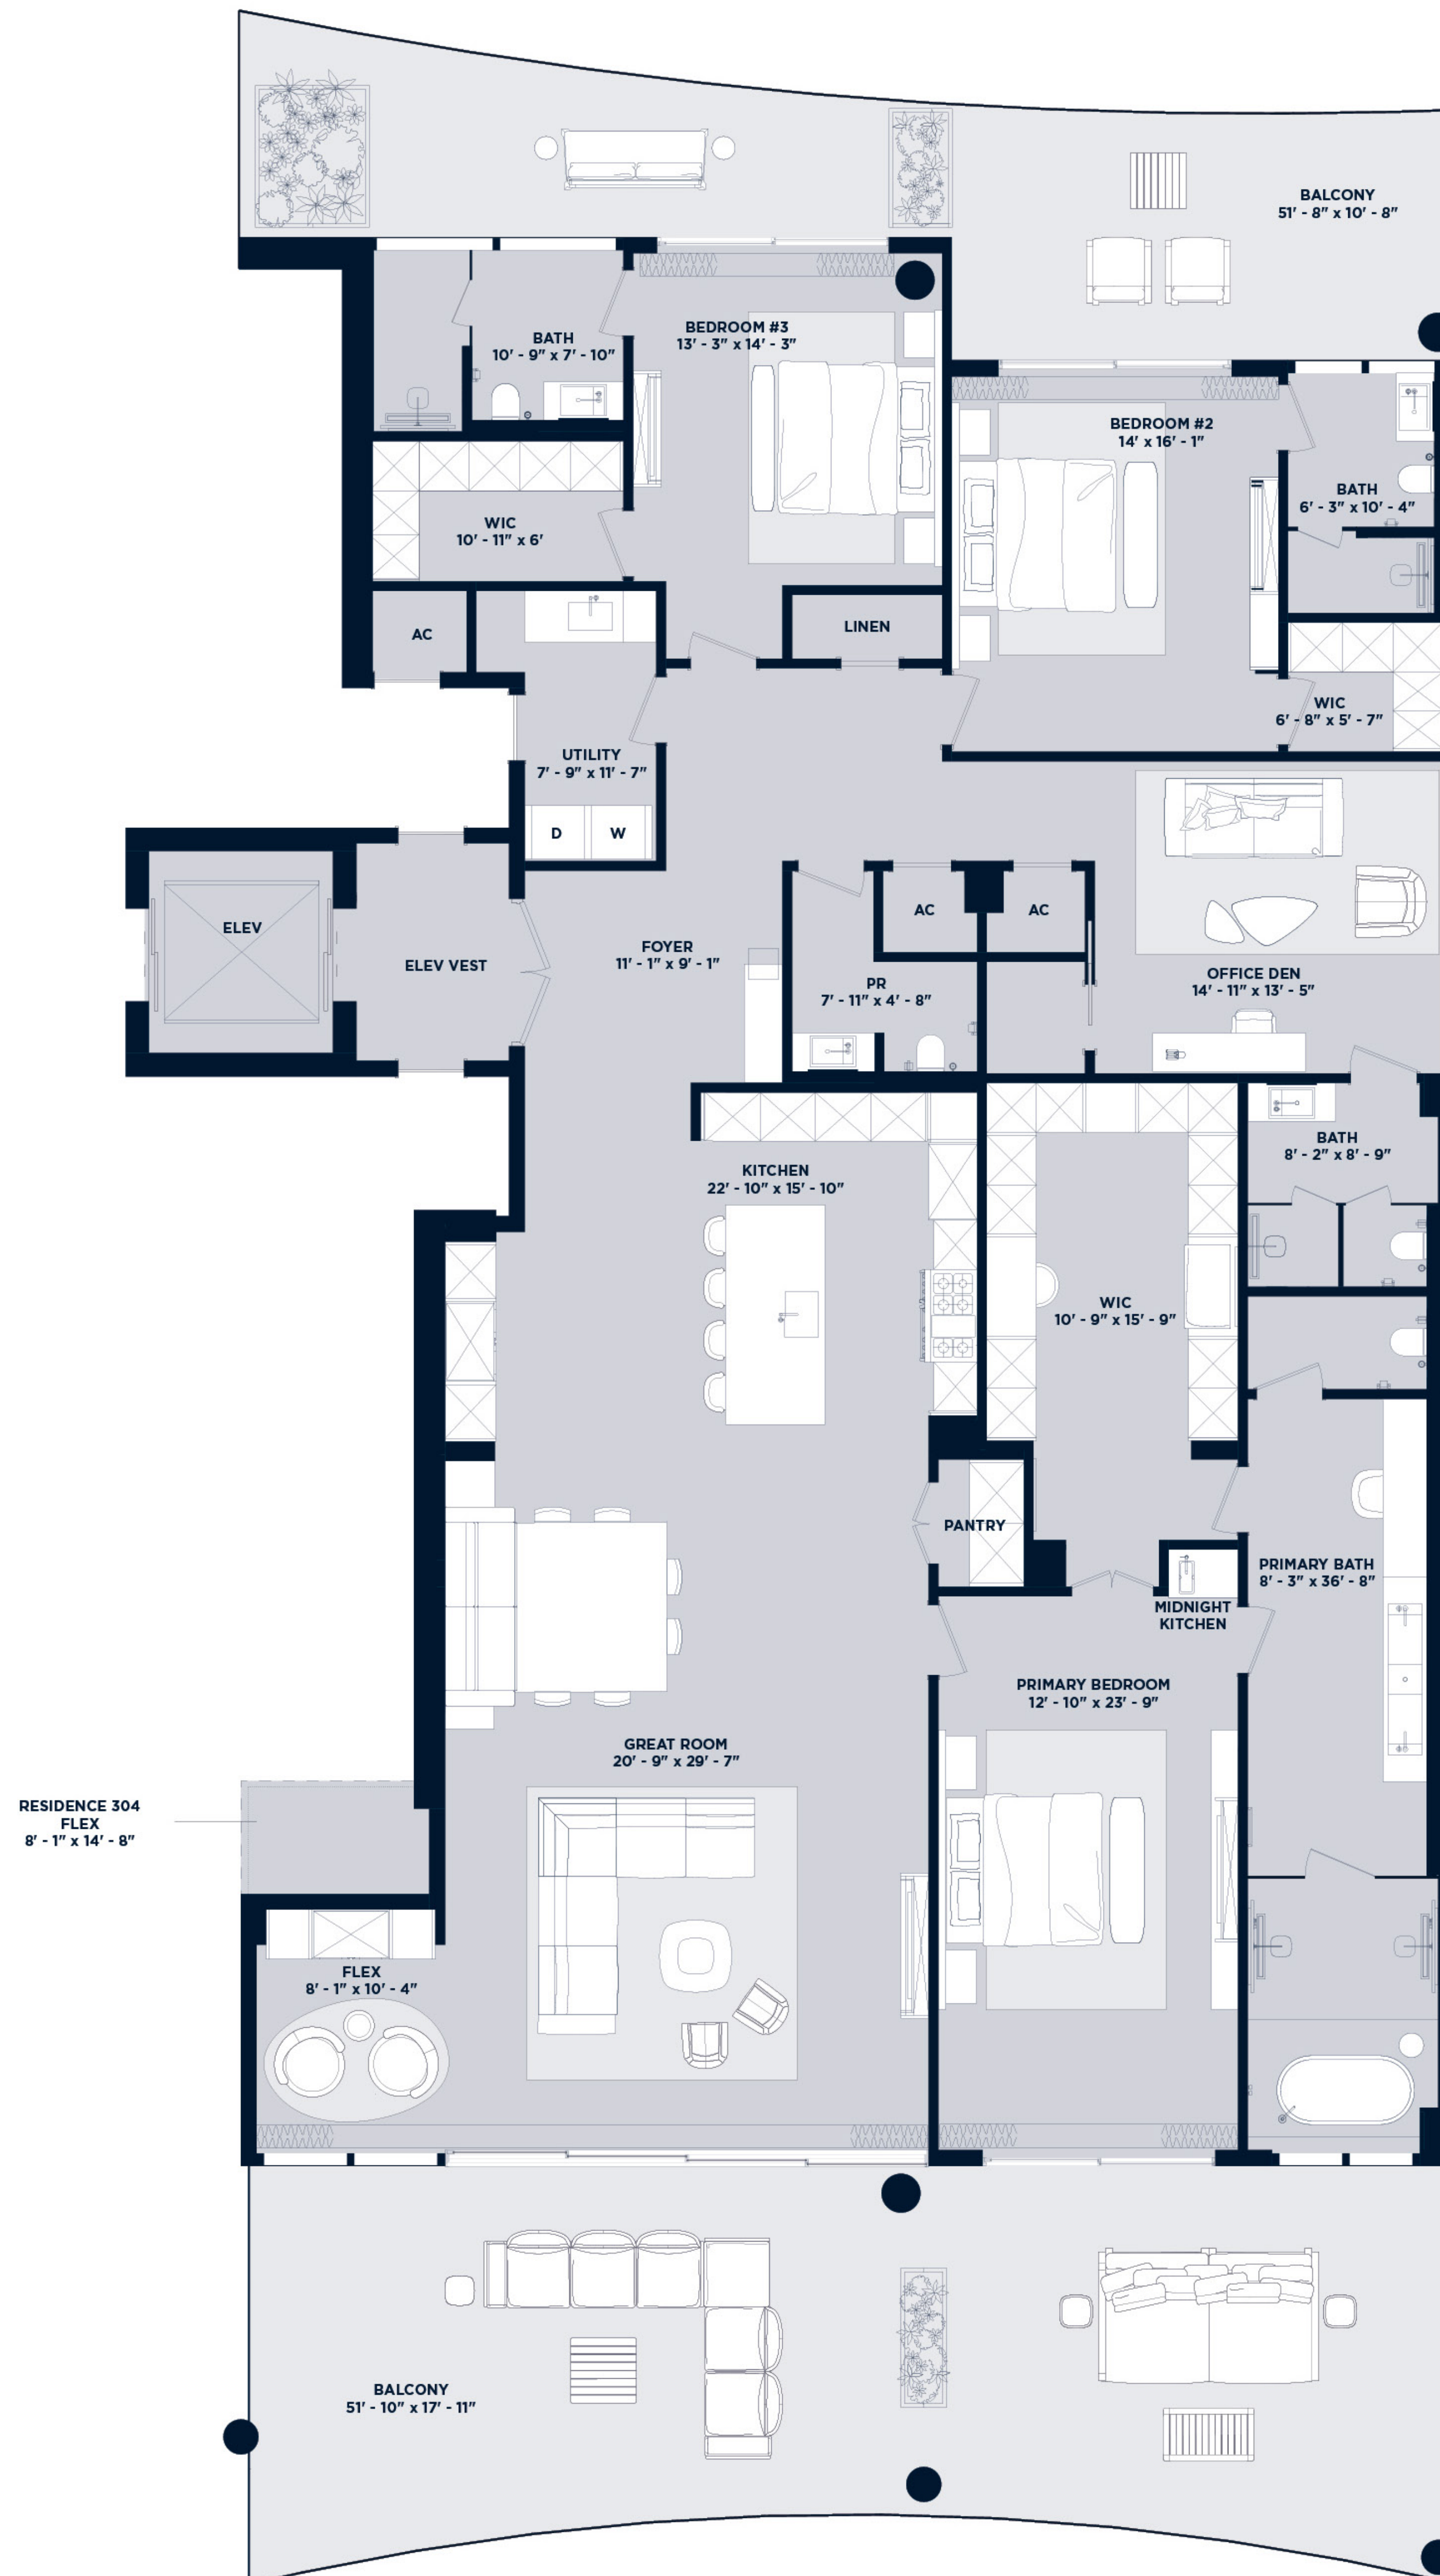 BALCONY
51' - 8" x 10' - 8"
BEDROOM #3
13' - 3" x 14' - 3"
BATH
10' - 9" x 7' - 10"
BEDROOM #2
14' x 16' - 1"
BATH
6' - 3" x 10' - 4"
WIC
10' - 11" x 6'
AC
LINEN
WIC
6' - 8" x 5' - 7"
UTILITY
7' - 9" x 11' - 7"
D
W
ELEV
ELEV VEST
FOYER
11' - 1" x 9' - 1"
AC
AC
PR
7' - 11" x 4' - 8"
OFFICE DEN
14' - 11" x 13' - 5"
KITCHEN
22' - 10" x 15' - 10"
BATH
8' - 2" x 8' - 9"
WIC
10' - 9" x 15' - 9"
PANTRY
PRIMARY BATH
8' - 3" x 36' - 8"
MIDNIGHT
KITCHEN
PRIMARY BEDROOM
12' - 10" x 23' - 9"
GREAT ROOM
20' - 9" x 29' - 7"
RESIDENCE 304
FLEX
8' - 1" x 14' - 8"
FLEX
8' - 1" x 10' - 4"
BALCONY
51' - 10" x 17' - 11"